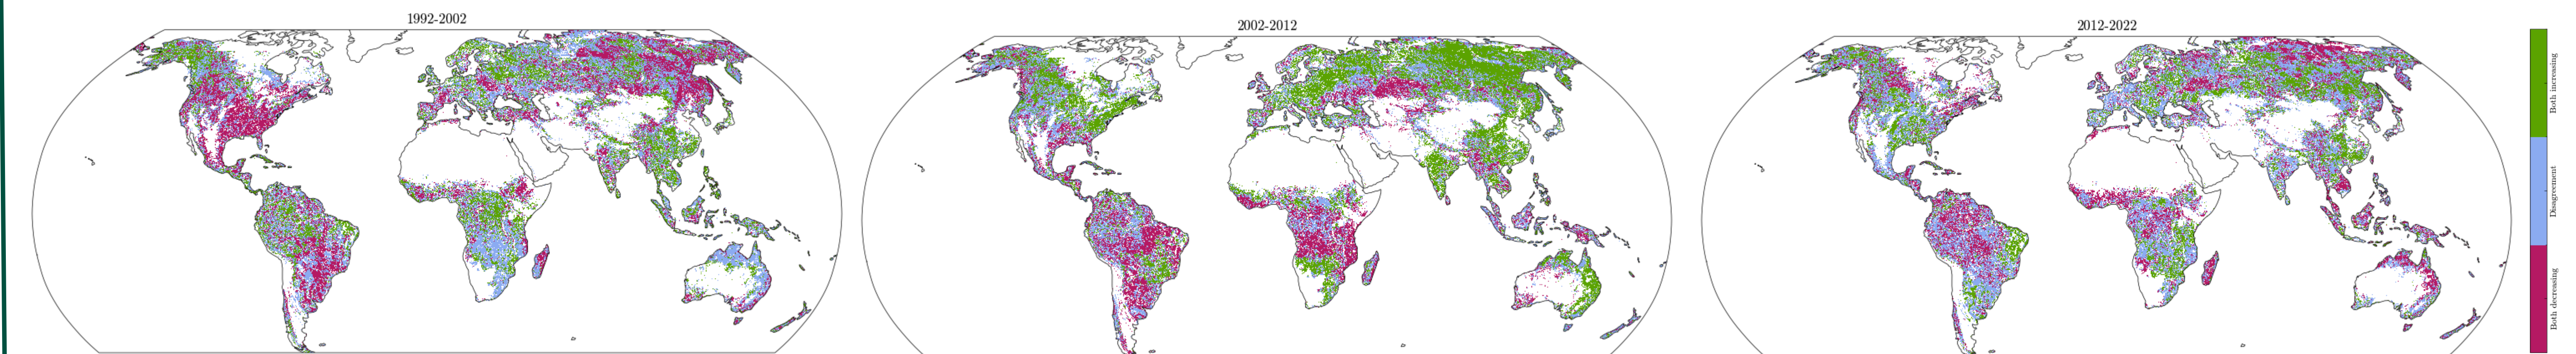 1992-2002
2002-2012
2012-2022
Both increasing
Disagreement
Both decreasing